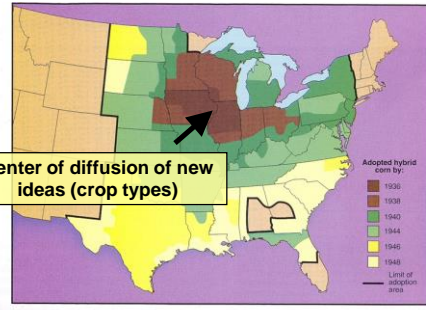 enter of diffusion of new
ideas (crop types)
Adopted hybrid
corn by:
1936
1938
1940
1944
1946
1948
Limit of
adoption
area